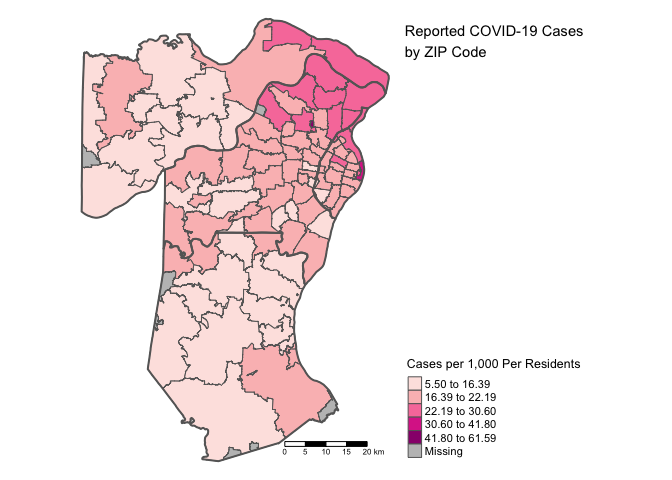 Reported COVID-19 Cases
by ZIP Code
Cases per 1,000 Per Residents
5.50 to 16.39
16.39 to 22.19
22.19 to 30.60
30.60 to 41.80
41.80 to 61.59
Missing
0 5 10 15 20 km